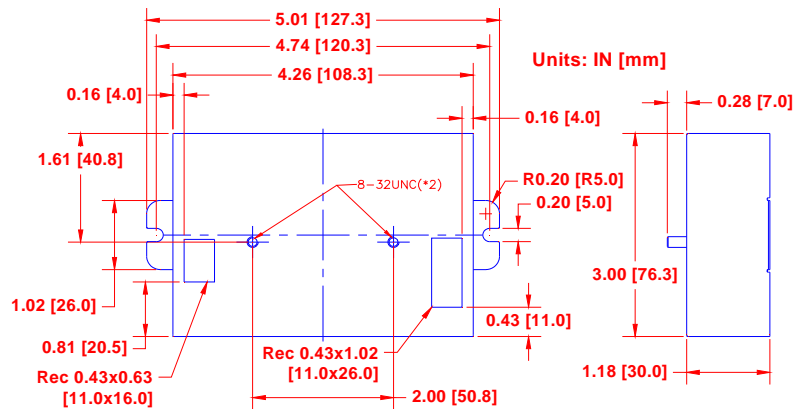 5.01 [127.3]
4.74 [120.3]
Units: IN [mm]
4.26 [108.3]
0.16 [4.0]
0.28 [7.0]
0.16 [4.0]
1.61 [40.8]
8-32UNC(*2)
R0.20 [R5.0]
0.20 [5.0]
3.00 [76.3]
1.02 [26.0]
0.43 [11.0]
0.81 [20.5]
Rec 0.43x1.02
[11.0x26.0]
1.18 [30.0]
Rec 0.43x0.63
[11.0x16.0]
2.00 [50.8]